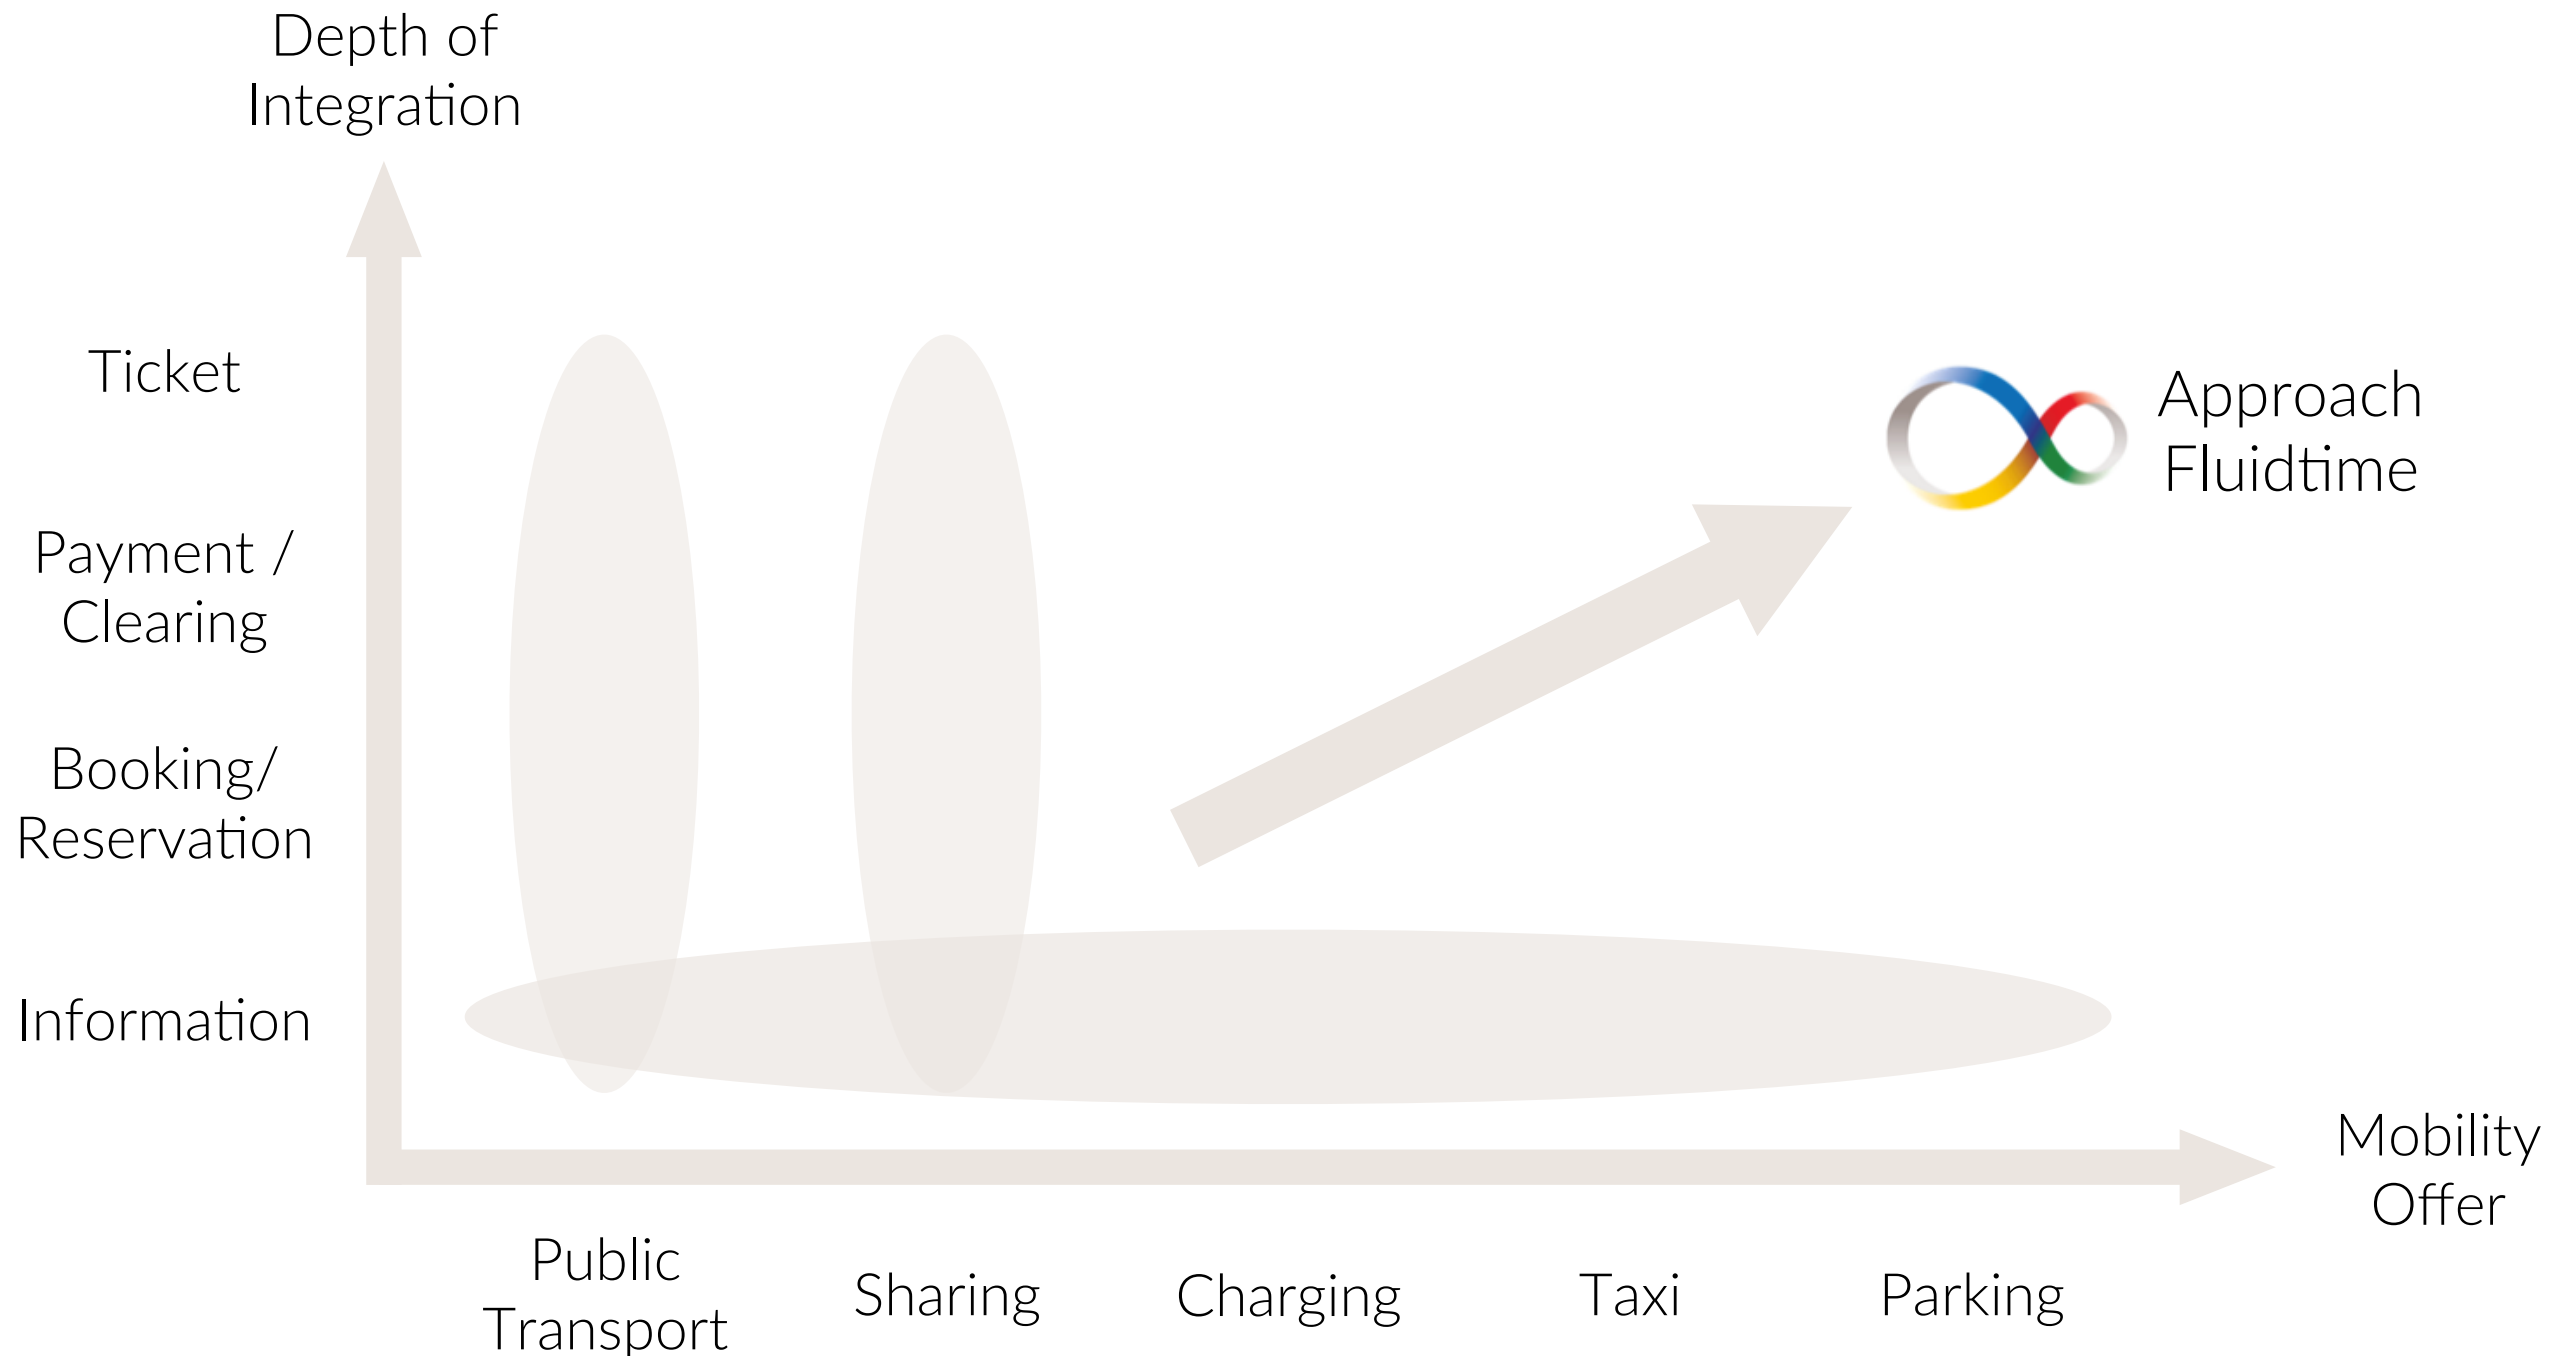 Depth of
Integration
Ticket
Payment /
Clearing
Booking/
Reservation
Information
Approach
Fluidtime
Mobility
Offer
Public
Transport
Sharing
Charging
Taxi
Parking